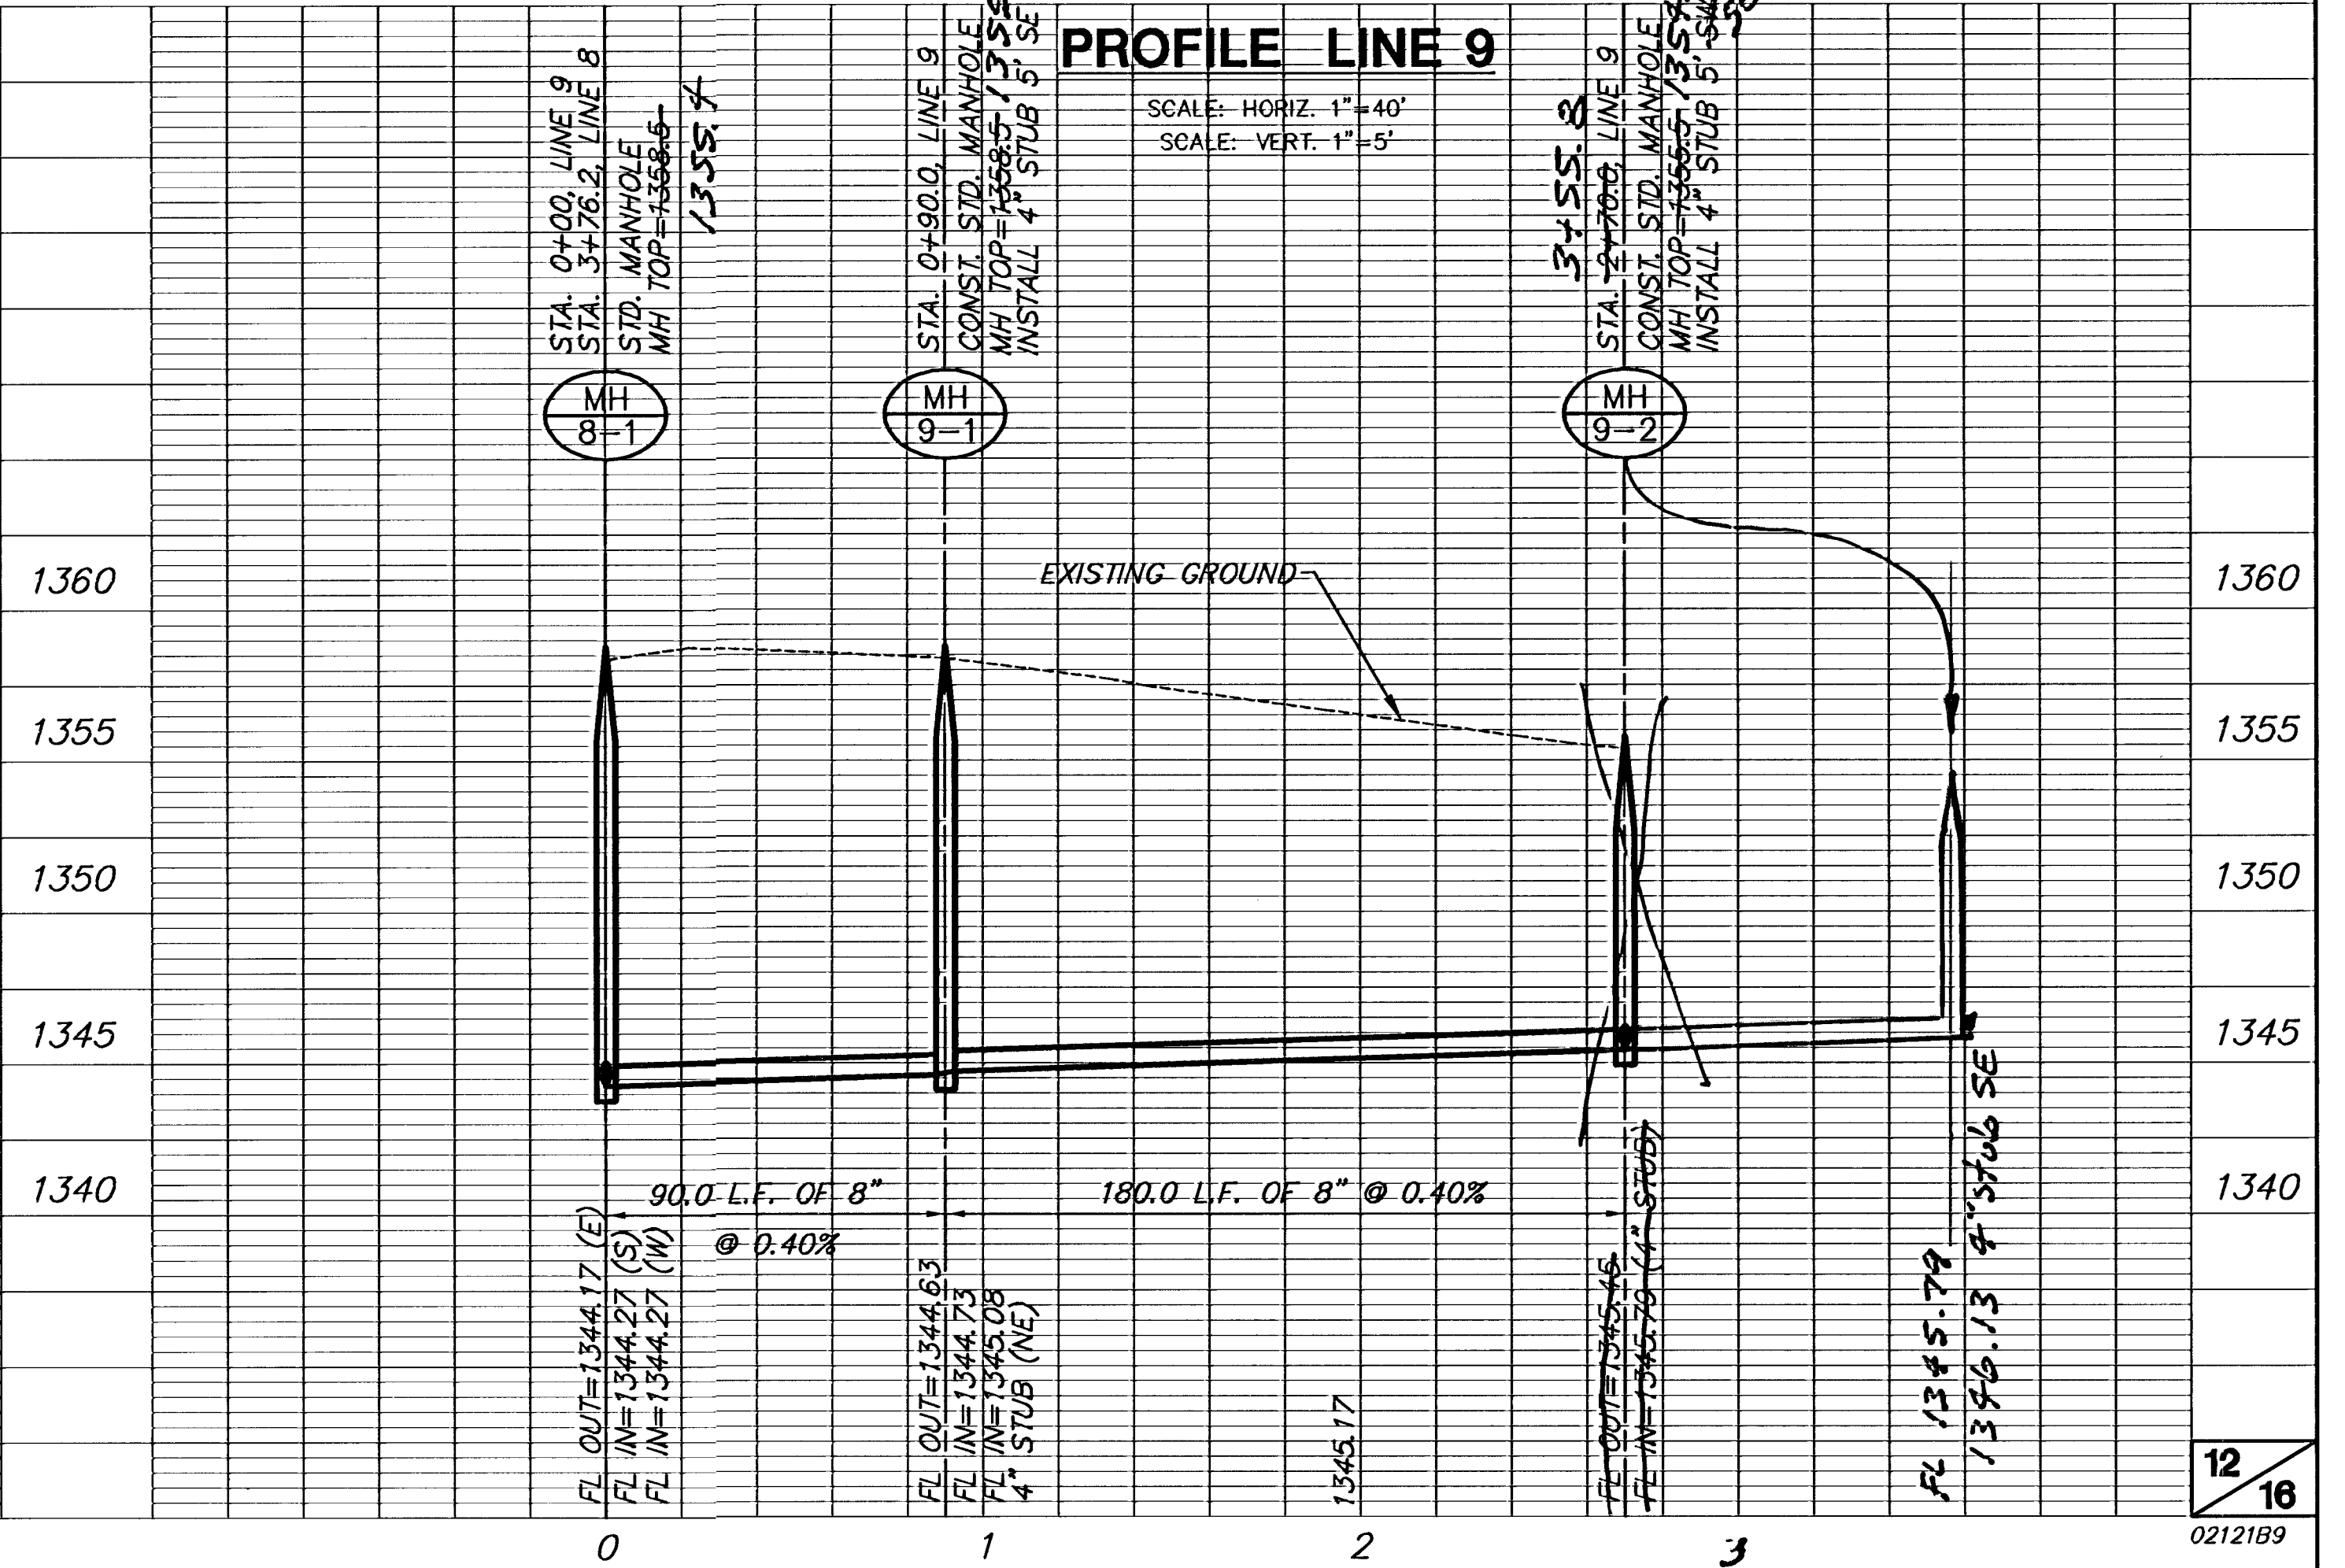 PROFILE LINE 9
SCALE: HORIZ. 1"=40'
SCALE: VERT. 1"=5'
STA. 0+00, LINE 9
STA. 3+76.2, LINE 8
STD. MANHOLE
MH TOP=1358.5
1355.4
STA. 0+90.0, LINE 9
CONST. STD. MANHOLE
MH TOP=1358.5
INSTALL 4" STUB 5' SE
3+55.8
STA. 2+70.0, LINE 9
CONST. STD. MANHOLE
MH TOP=1355.5
INSTALL 4" STUB 5' SW
MH
8-1
MH
9-1
MH
9-2
EXISTING GROUND
1360
1360
1355
1355
1350
1350
1345
1345
1340
1340
90.0 L.F. OF 8"
@ 0.40%
180.0 L.F. OF 8" @ 0.40%
FL OUT=1344.17 (E)
FL IN=1344.27 (S)
FL IN=1344.27 (W)
FL OUT=1344.63
FL IN=1344.73
FL IN=1345.08
4" STUB (NE)
1345.17
FL OUT=1345.45
FL IN=1345.79 (4" STUB)
FL 1345.79
1346.13 4" stub SE
0
1
2
3
12
16
02121B9